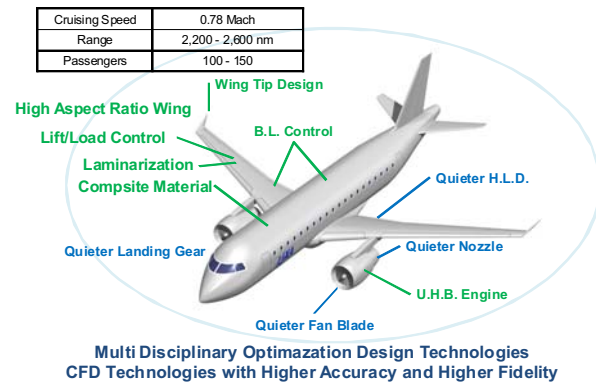 Cruising Speed 0.78 Mach
Range 2,200 - 2,600 nm
Passengers 100 - 150
Wing Tip Design
High Aspect Ratio Wing
B.L. Control
Lift/Load Control
Laminarization
Compsite Material
Quieter H.L.D.
Quieter Landing Gear
Quieter Nozzle
U.H.B. Engine
Quieter Fan Blade
Multi Disciplinary Optimazation Design Technologies
CFD Technologies with Higher Accuracy and Higher Fidelity